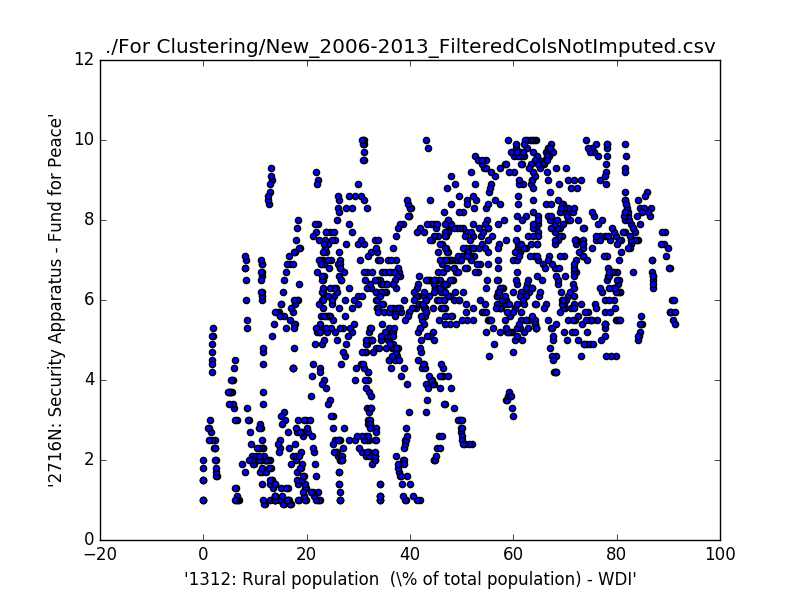 ./For Clustering/New_2006-2013_FilteredColsNotImputed.csv
12
10
8
6
4
2
0
'2716N: Security Apparatus - Fund for Peace'
−20 0 20 40 60 80 100
'1312: Rural population  (\% of total population) - WDI'